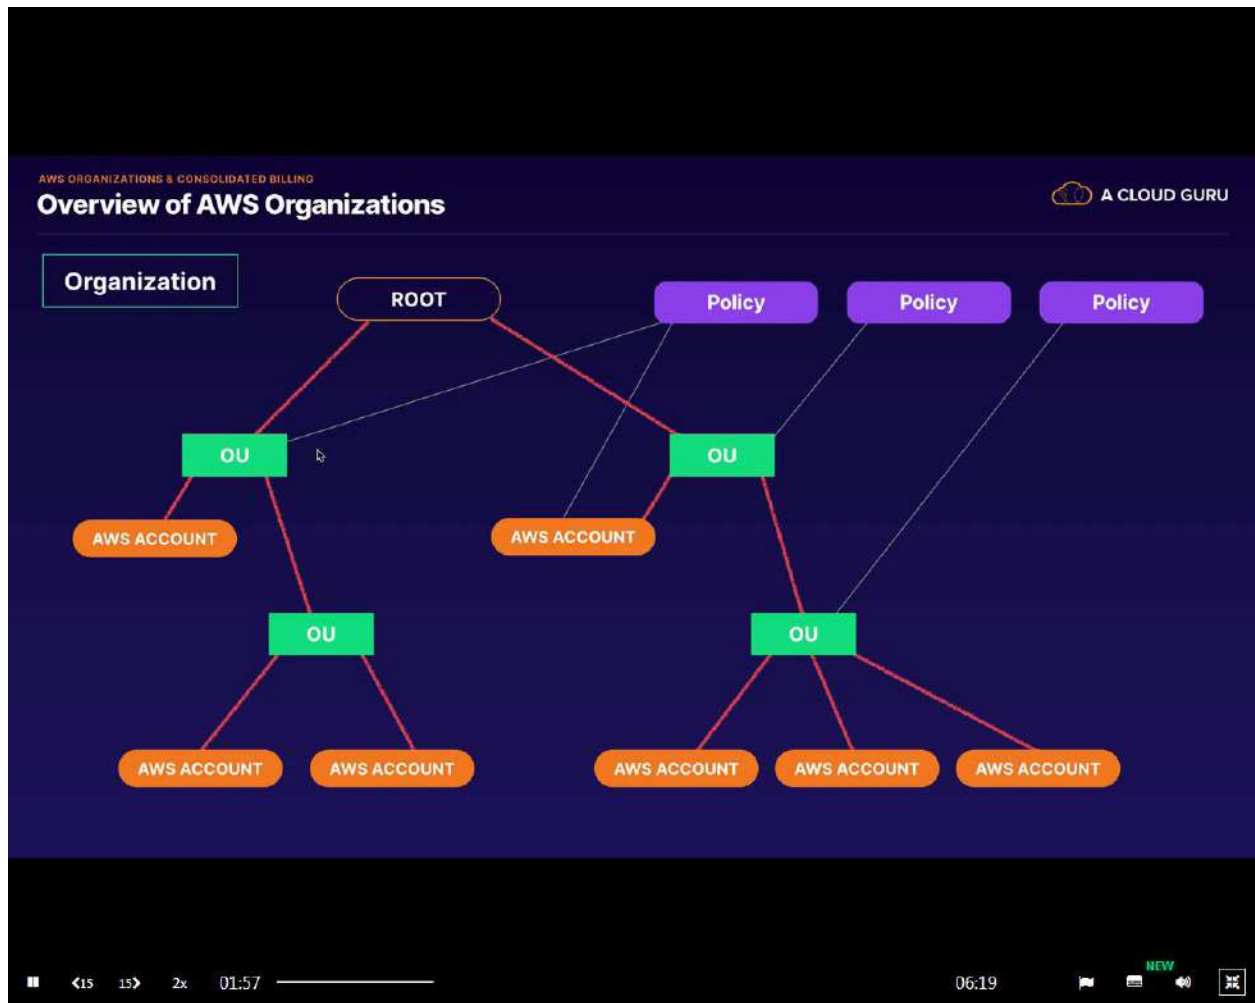 AWS ORGANIZATIONS & CONSOLIDATED BILLING
Overview of AWS Organizations
A CLOUD GURU
Organization
ROOT
Policy
Policy
Policy
OU
OU
AWS ACCOUNT
AWS ACCOUNT
OU
OU
AWS ACCOUNT
AWS ACCOUNT
AWS ACCOUNT
AWS ACCOUNT
AWS ACCOUNT
NEW
15
15
2x
01:57
06:19